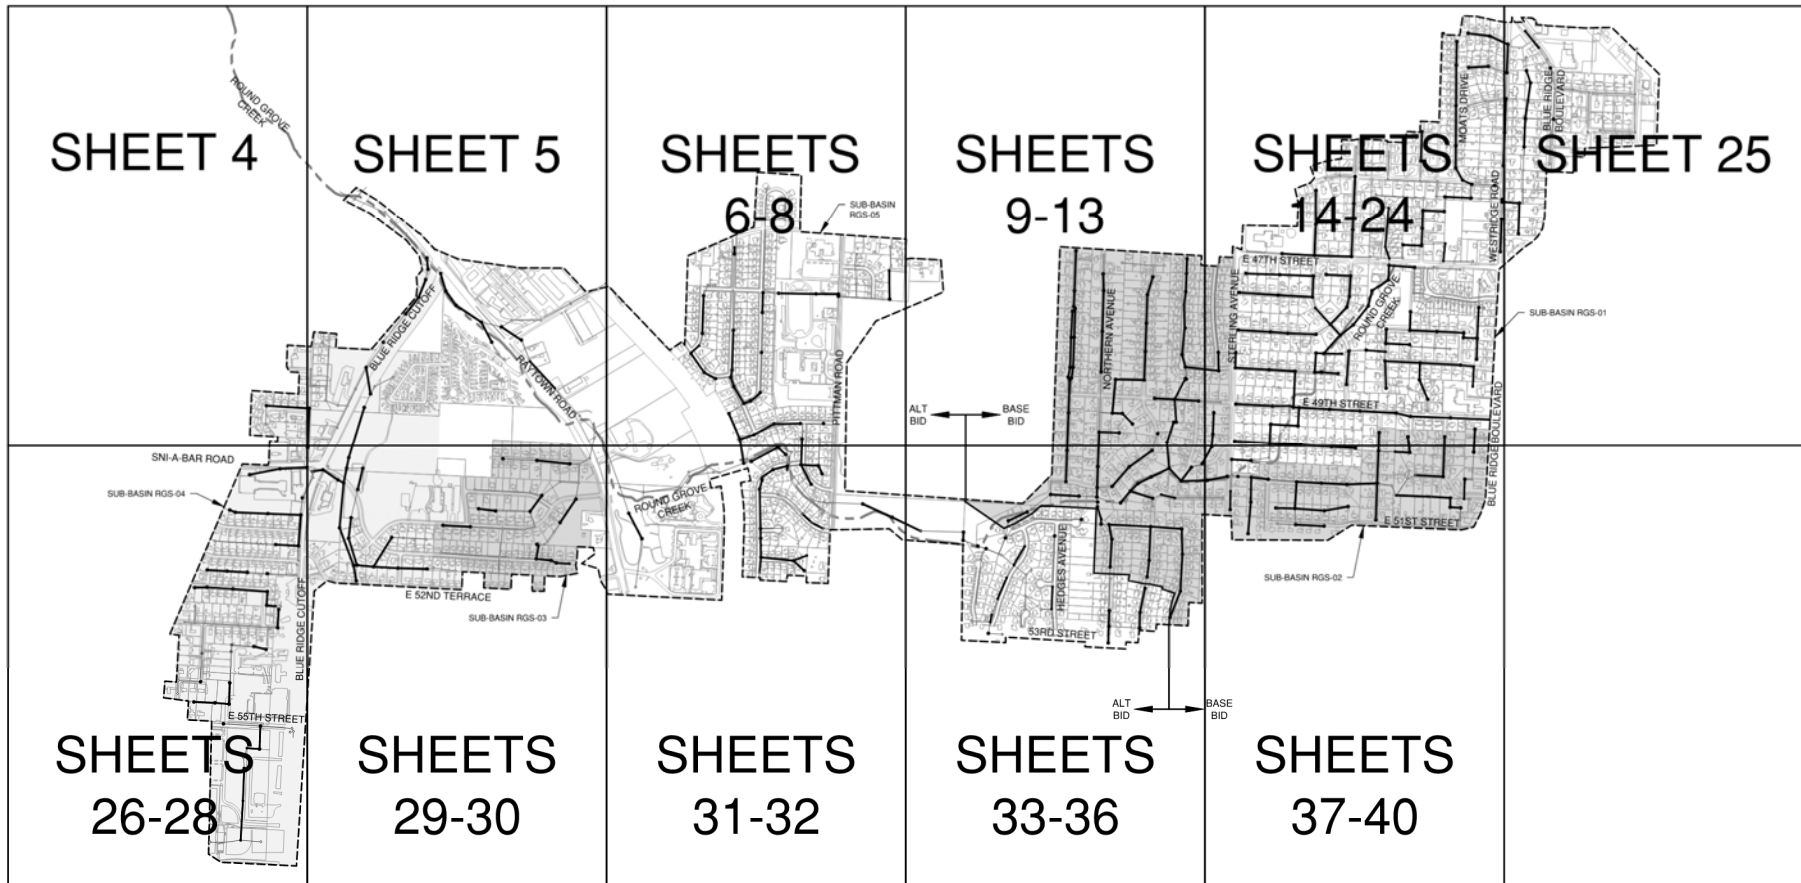 ROUND GROVE
CREEK
SHEET 4
SHEET 5
SHEETS
6-8
SHEETS
9-13
SHEETS
14-24
SHEET 25
SUB-BASIN
RGS-05
MOATS DRIVE
BLUE RIDGE
BOULEVARD
WESTRIDGE ROAD
E 47TH STREET
STERLING AVENUE
NORTHERN AVENUE
ROUND GROVE
CREEK
SUB-BASIN RGS-01
BLUE RIDGE CUTOFF
RAYTOWN ROAD
PITTMAN ROAD
ALT
BID
BASE
BID
E 49TH STREET
BLUE RIDGE BOULEVARD
SNI-A-BAR ROAD
SUB-BASIN RGS-04
ROUND GROVE
CREEK
E 51ST STREET
HEDGES AVENUE
SUB-BASIN RGS-02
E 52ND TERRACE
SUB-BASIN RGS-03
BLUE RIDGE CUTOFF
53RD STREET
E 55TH STREET
ALT
BID
BASE
BID
SHEETS
26-28
SHEETS
29-30
SHEETS
31-32
SHEETS
33-36
SHEETS
37-40